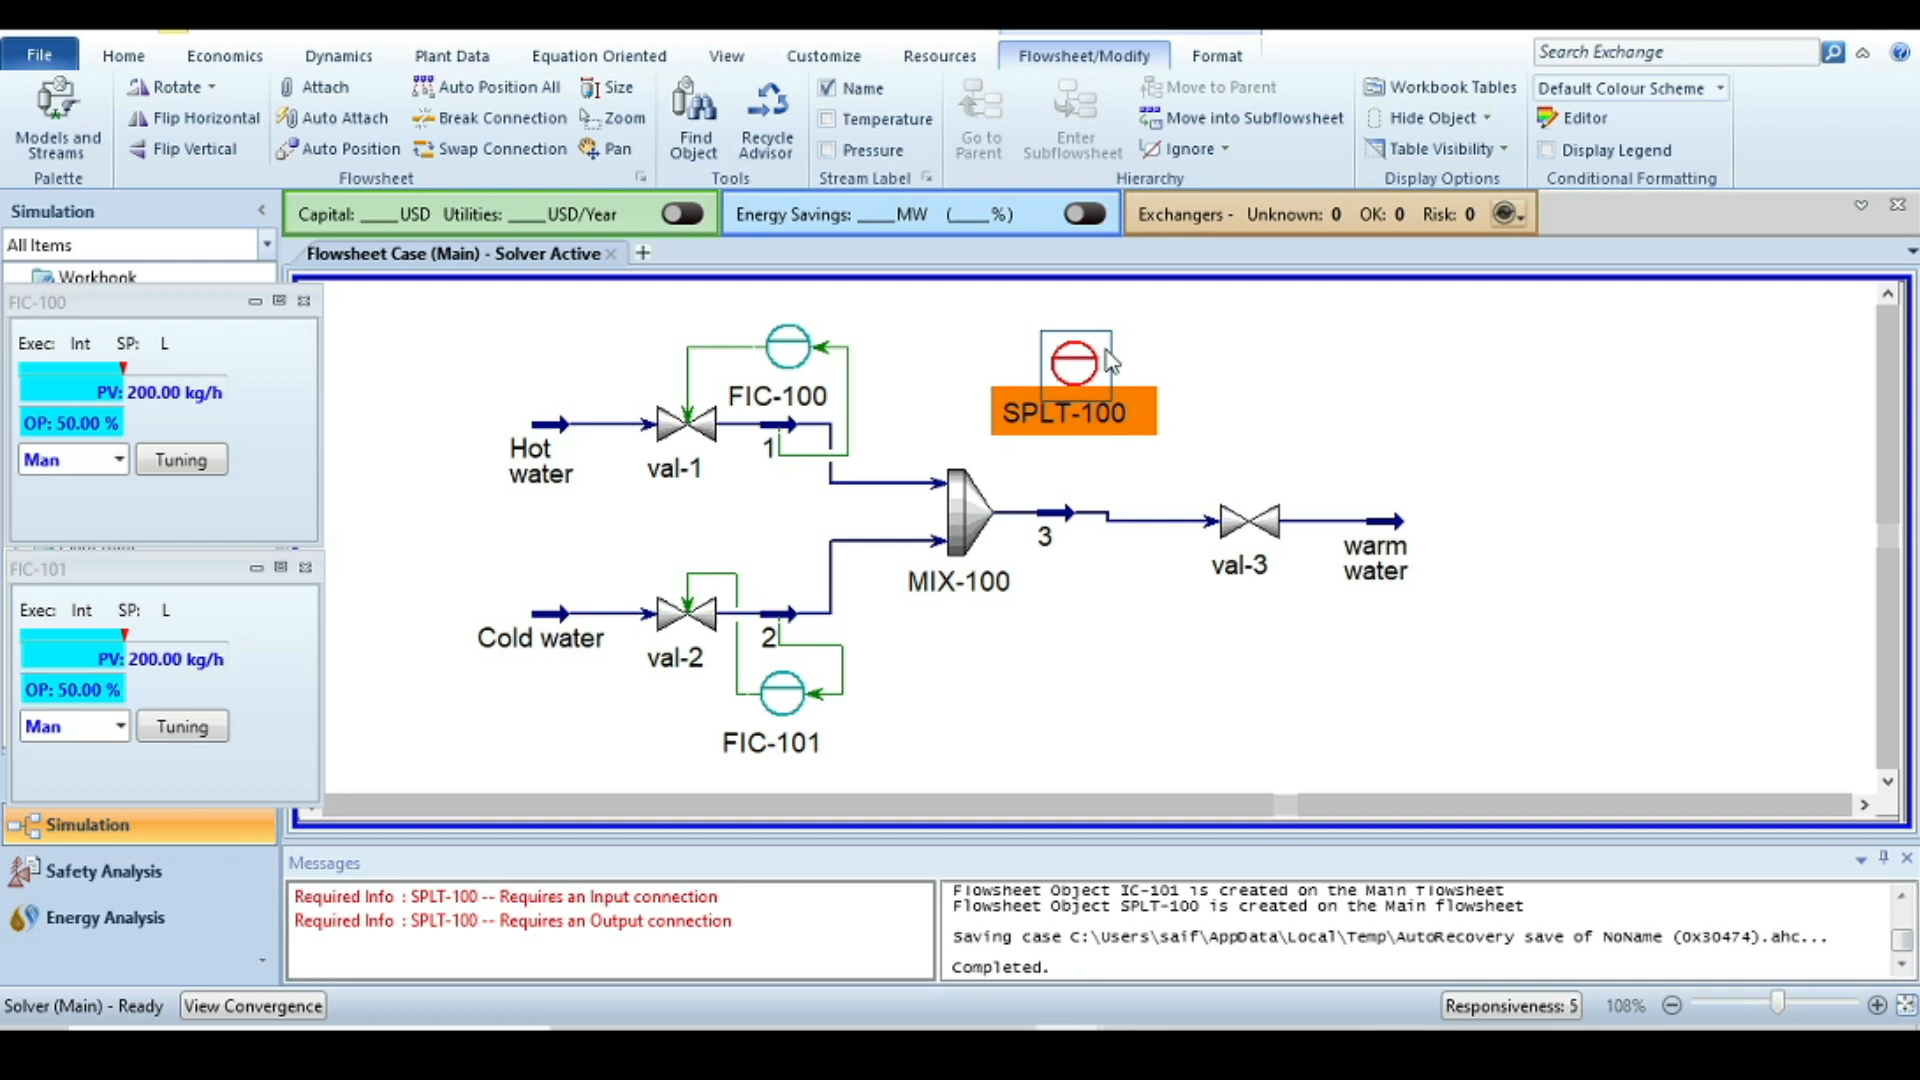 File Home Economics Dynamics Plant Data Equation Oriented View Customize Resources Flowsheet/Modify Format Search Exchange
Models and Streams
Palette
Rotate Attach Auto Position All Size
Flip Horizontal Auto Attach Break Connection Zoom
Flip Vertical Auto Position Swap Connection Pan
Flowsheet
Find Object
Recycle Advisor
Tools
Name
Temperature
Pressure
Stream Label
Go to Parent
Enter Subflowsheet
Move to Parent
Move into Subflowsheet
Ignore
Hierarchy
Workbook Tables
Hide Object
Table Visibility
Display Options
Default Colour Scheme
Editor
Display Legend
Conditional Formatting
Simulation
All Items
Workbook
Capital: ____USD Utilities: ____USD/Year
Energy Savings: ____MW (____%)
Exchangers - Unknown: 0 OK: 0 Risk: 0
Flowsheet Case (Main) - Solver Active
FIC-100
Exec: Int SP: L
PV: 200.00 kg/h
OP: 50.00 %
Man Tuning
FIC-101
Exec: Int SP: L
PV: 200.00 kg/h
OP: 50.00 %
Man Tuning
FIC-100
SPLT-100
Hot water
val-1
1
MIX-100
3
val-3
warm water
Cold water
val-2
2
FIC-101
Simulation
Safety Analysis
Energy Analysis
Messages
Required Info : SPLT-100 -- Requires an Input connection
Required Info : SPLT-100 -- Requires an Output connection
Flowsheet Object IC-101 is created on the Main flowsheet
Flowsheet Object SPLT-100 is created on the Main flowsheet
Saving case C:\Users\saif\AppData\Local\Temp\AutoRecovery save of NoName (0x30474).ahc...
Completed.
Solver (Main) - Ready View Convergence Responsiveness: 5 108%